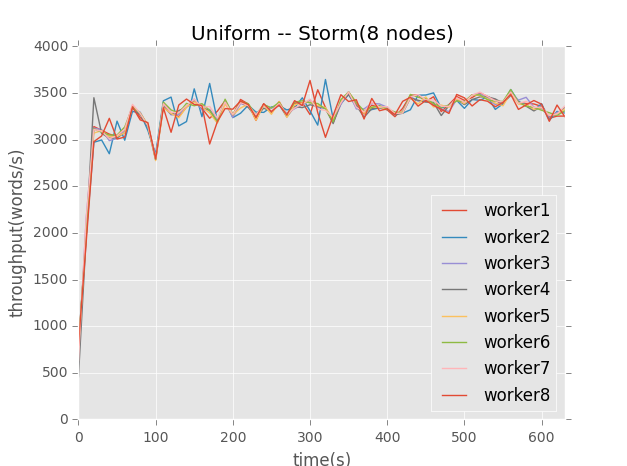 Uniform -- Storm(8 nodes)
4000
3500
3000
2500
2000
1500
1000
500
0
throughput(words/s)
worker1
worker2
worker3
worker4
worker5
worker6
worker7
worker8
0 100 200 300 400 500 600
time(s)